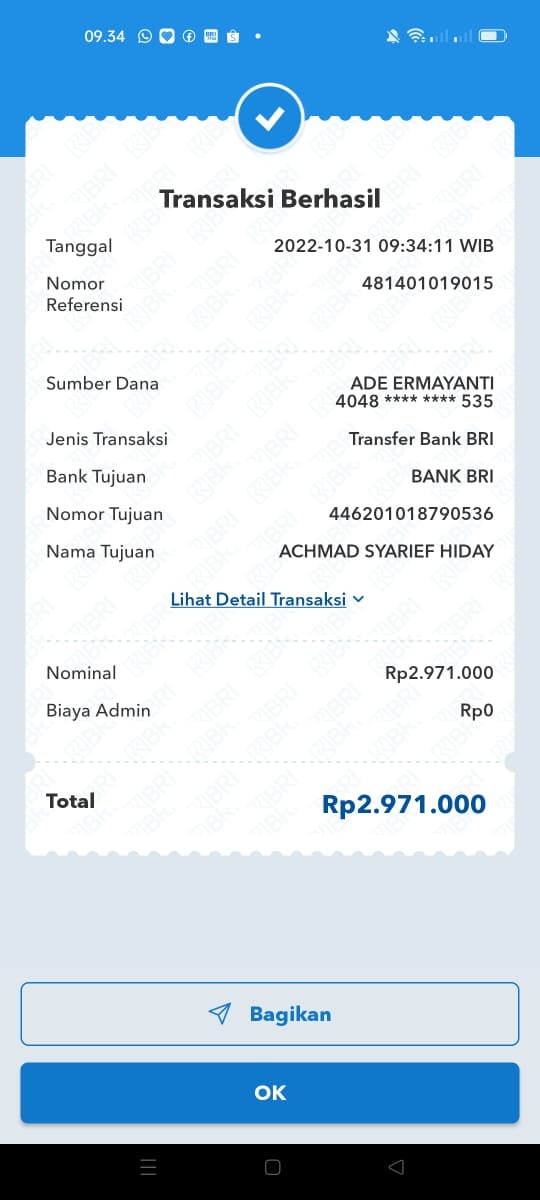 09.34
Transaksi Berhasil
Tanggal 2022-10-31 09:34:11 WIB
Nomor Referensi 481401019015
Sumber Dana ADE ERMAYANTI
4048 **** **** 535
Jenis Transaksi Transfer Bank BRI
Bank Tujuan BANK BRI
Nomor Tujuan 446201018790536
Nama Tujuan ACHMAD SYARIEF HIDAY
Lihat Detail Transaksi
Nominal Rp2.971.000
Biaya Admin Rp0
Total Rp2.971.000
Bagikan
OK